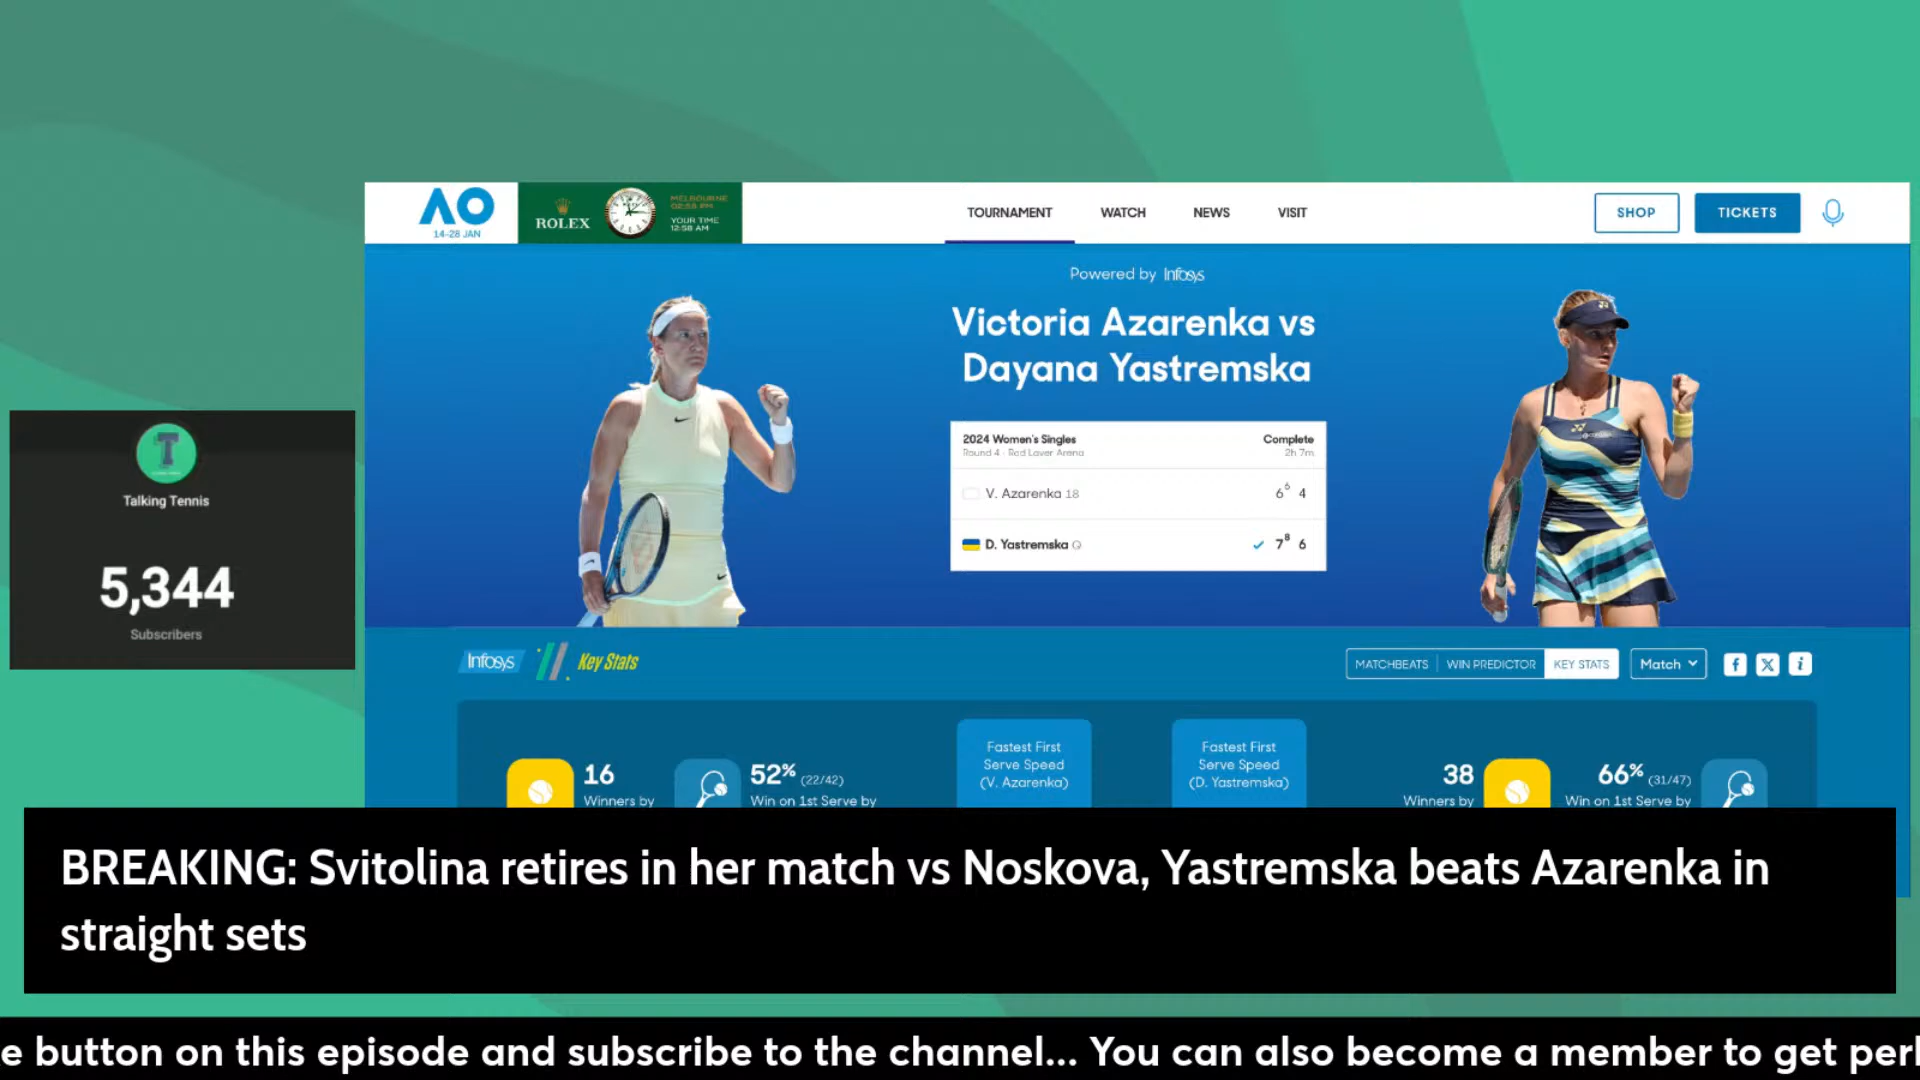 AO
14-28 JAN
ROLEX
MELBOURNE
02:58 PM
YOUR TIME
12:58 AM
TOURNAMENT
WATCH
NEWS
VISIT
SHOP
TICKETS
Powered by Infosys
Victoria Azarenka vs
Dayana Yastremska
2024 Women's Singles Complete
Round 4 - Rod Laver Arena 2h 7m
V. Azarenka 18 6 6 4
D. Yastremska Q 7 8 6
T
Talking Tennis
5,344
Subscribers
Infosys Key Stats
MATCHBEATS WIN PREDICTOR KEY STATS Match
f X i
16
Winners by
52% (22/42)
Win on 1st Serve by
Fastest First
Serve Speed
(V. Azarenka)
Fastest First
Serve Speed
(D. Yastremska)
38
Winners by
66% (31/47)
Win on 1st Serve by
BREAKING: Svitolina retires in her match vs Noskova, Yastremska beats Azarenka in
straight sets
e button on this episode and subscribe to the channel... You can also become a member to get per